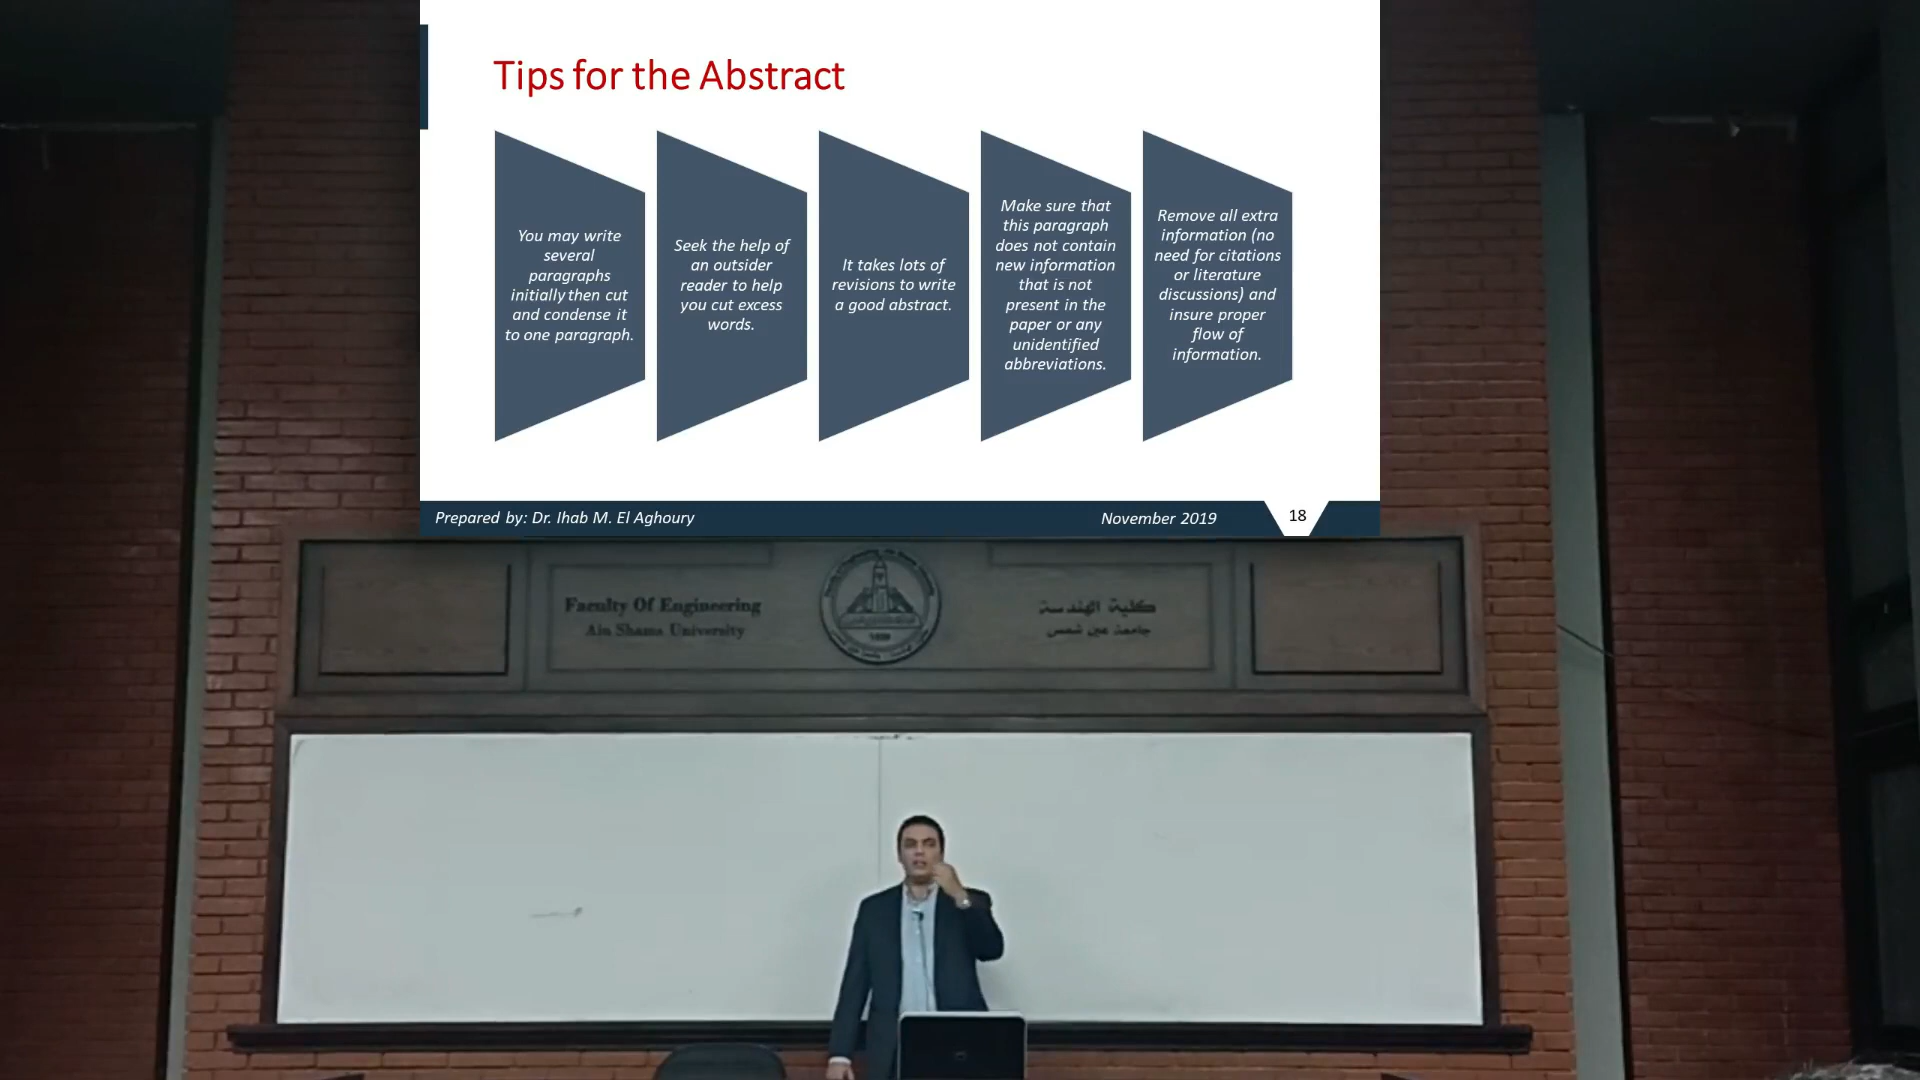 Tips for the Abstract
You may write
several
paragraphs
initially then cut
and condense it
to one paragraph.
Seek the help of
an outsider
reader to help
you cut excess
words.
It takes lots of
revisions to write
a good abstract.
Make sure that
this paragraph
does not contain
new information
that is not
present in the
paper or any
unidentified
abbreviations.
Remove all extra
information (no
need for citations
or literature
discussions) and
insure proper
flow of
information.
Prepared by: Dr. Ihab M. El Aghoury
November 2019
18
Faculty Of Engineering
Ain Shams University
كلية الهندسة
جامعة عين شمس